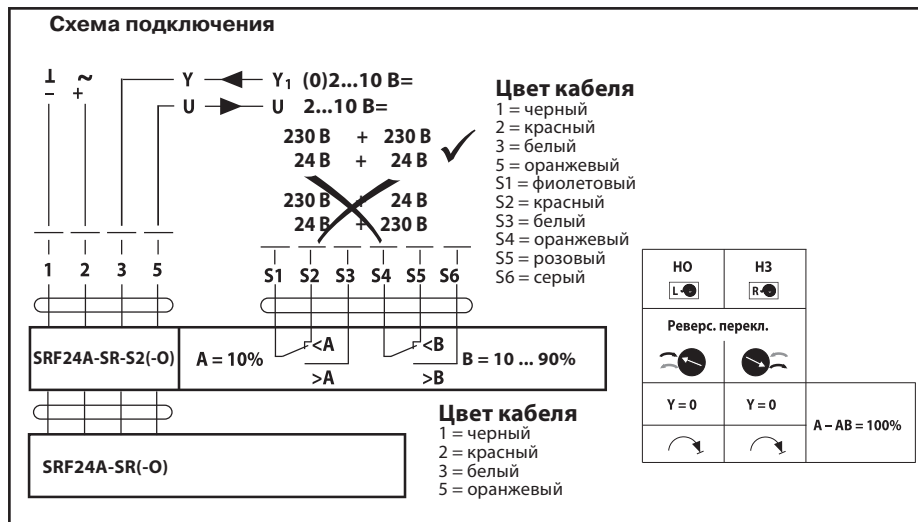 Схема подключения
⊥ ~
– +
Y Y₁ (0)2...10 В=
U U 2...10 В=
230 В + 230 В
24 В + 24 В
230 В + 24 В
24 В + 230 В
1 2 3 5
S1 S2 S3 S4 S5 S6
SRF24A-SR-S2(-O)
A = 10%
<A
>A
<B
>B
B = 10 ... 90%
SRF24A-SR(-O)
Цвет кабеля
1 = черный
2 = красный
3 = белый
5 = оранжевый
S1 = фиолетовый
S2 = красный
S3 = белый
S4 = оранжевый
S5 = розовый
S6 = серый
Цвет кабеля
1 = черный
2 = красный
3 = белый
5 = оранжевый
НО НЗ
L R
Реверс. перекл.
Y = 0 Y = 0
A – AB = 100%